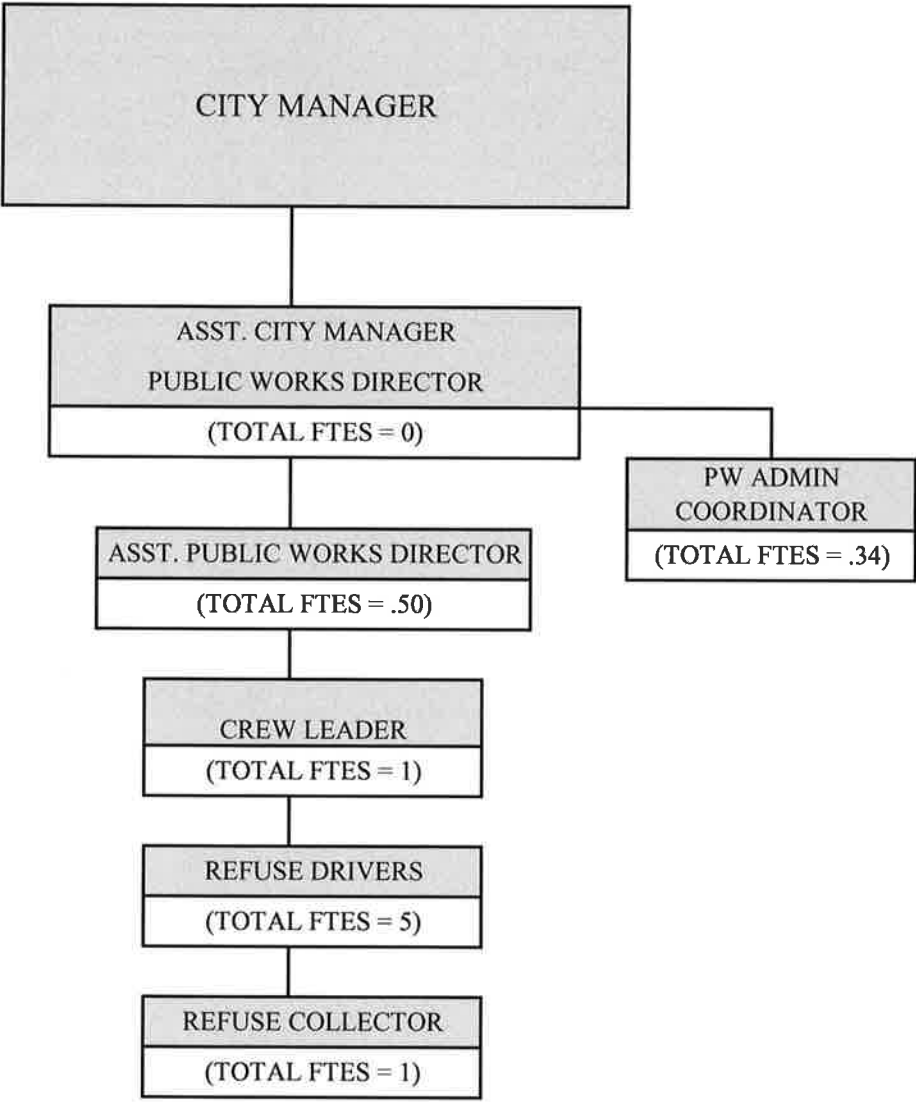 CITY MANAGER
ASST. CITY MANAGER
PUBLIC WORKS DIRECTOR
(TOTAL FTES = 0)
PW ADMIN
COORDINATOR
(TOTAL FTES = .34)
ASST. PUBLIC WORKS DIRECTOR
(TOTAL FTES = .50)
CREW LEADER
(TOTAL FTES = 1)
REFUSE DRIVERS
(TOTAL FTES = 5)
REFUSE COLLECTOR
(TOTAL FTES = 1)